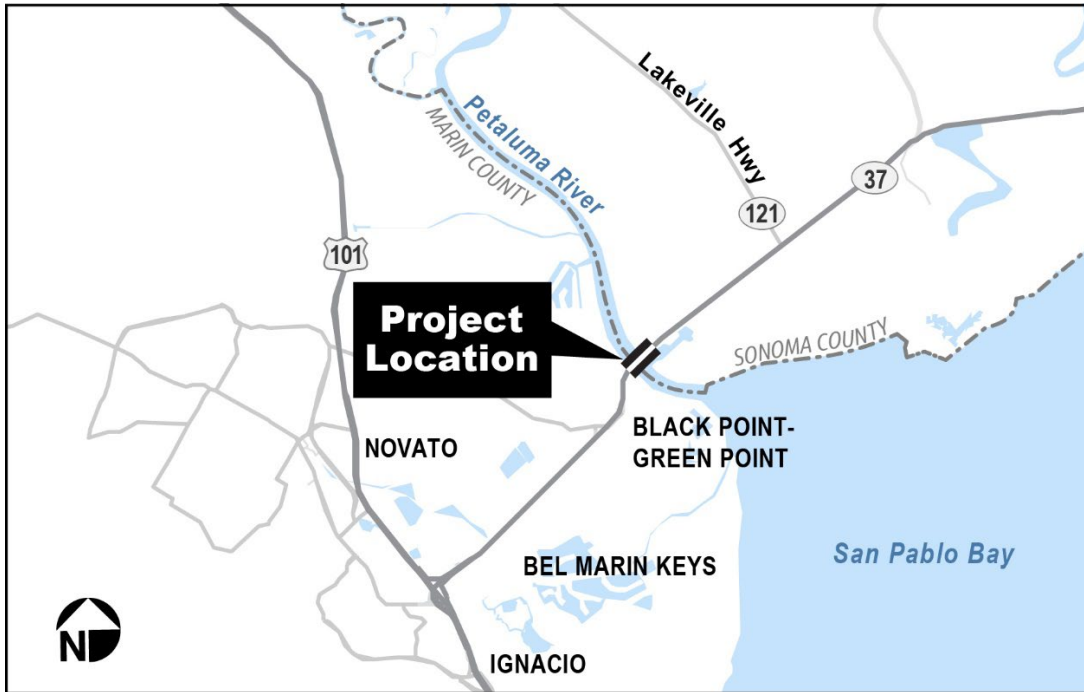 Lakeville Hwy
Petaluma River
MARIN COUNTY
37
121
101
Project
Location
SONOMA COUNTY
BLACK POINT-
GREEN POINT
NOVATO
San Pablo Bay
BEL MARIN KEYS
N
IGNACIO